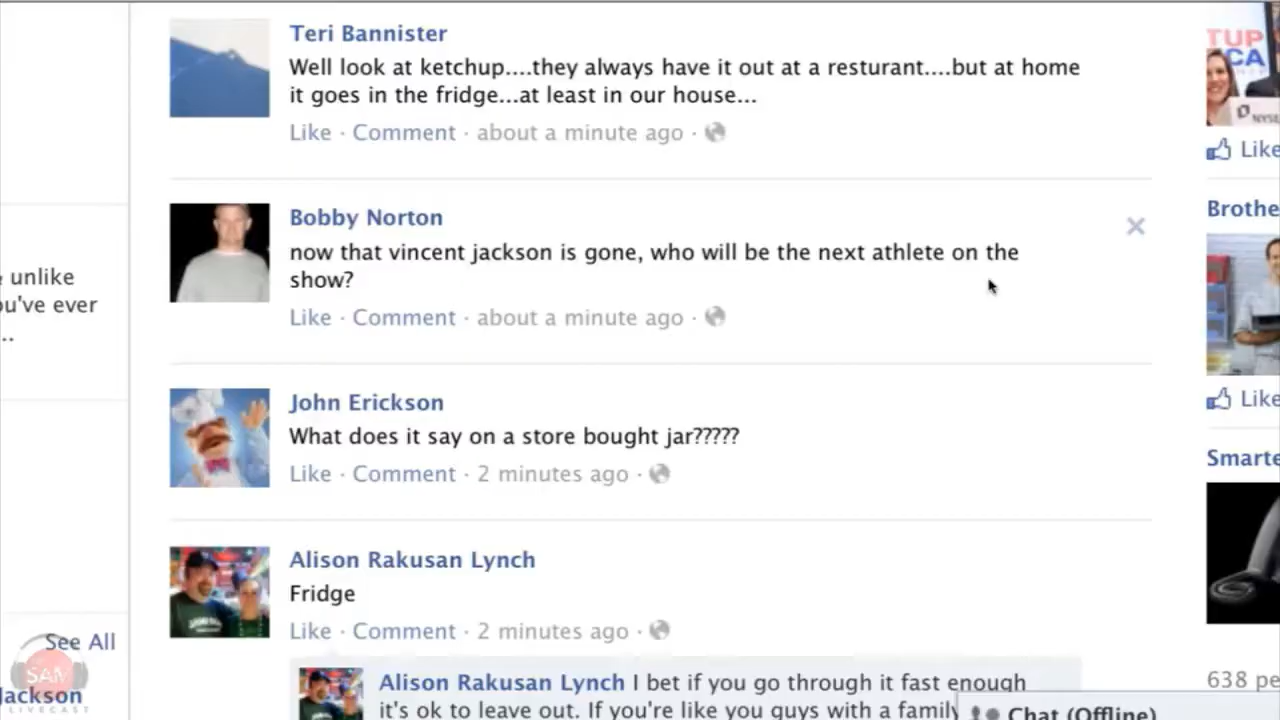 Teri Bannister
Well look at ketchup....they always have it out at a resturant....but at home
it goes in the fridge...at least in our house...
Like · Comment · about a minute ago ·
Bobby Norton
now that vincent jackson is gone, who will be the next athlete on the
show?
Like · Comment · about a minute ago ·
John Erickson
What does it say on a store bought jar?????
Like · Comment · 2 minutes ago ·
Alison Rakusan Lynch
Fridge
Like · Comment · 2 minutes ago ·
Alison Rakusan Lynch I bet if you go through it fast enough
it's ok to leave out. If you're like you guys with a family
unlike
ou've ever
..
See All
Jackson
SAM
LIVECAST
TUP
CA
NYSE
Like
Brothe
Like
Smarte
638 pe
Chat (Offline)